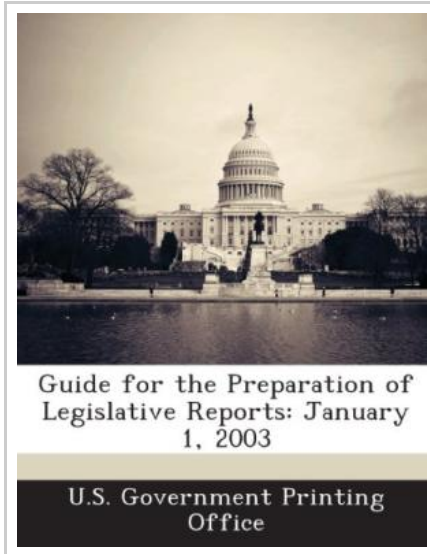 Guide for the Preparation of
Legislative Reports: January
1, 2003
U.S. Government Printing
Office